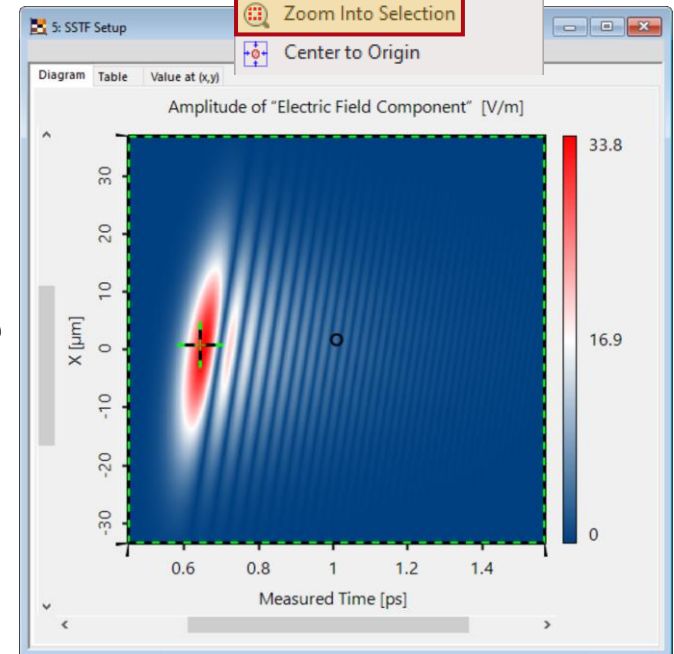 Zoom Into Selection
5: SSTF Setup
Center to Origin
Diagram Table Value at (x,y)
Amplitude of “Electric Field Component” [V/m]
33.8
16.9
0
X [µm]
30
20
10
0
-10
-20
-30
0.6 0.8 1 1.2 1.4
Measured Time [ps]